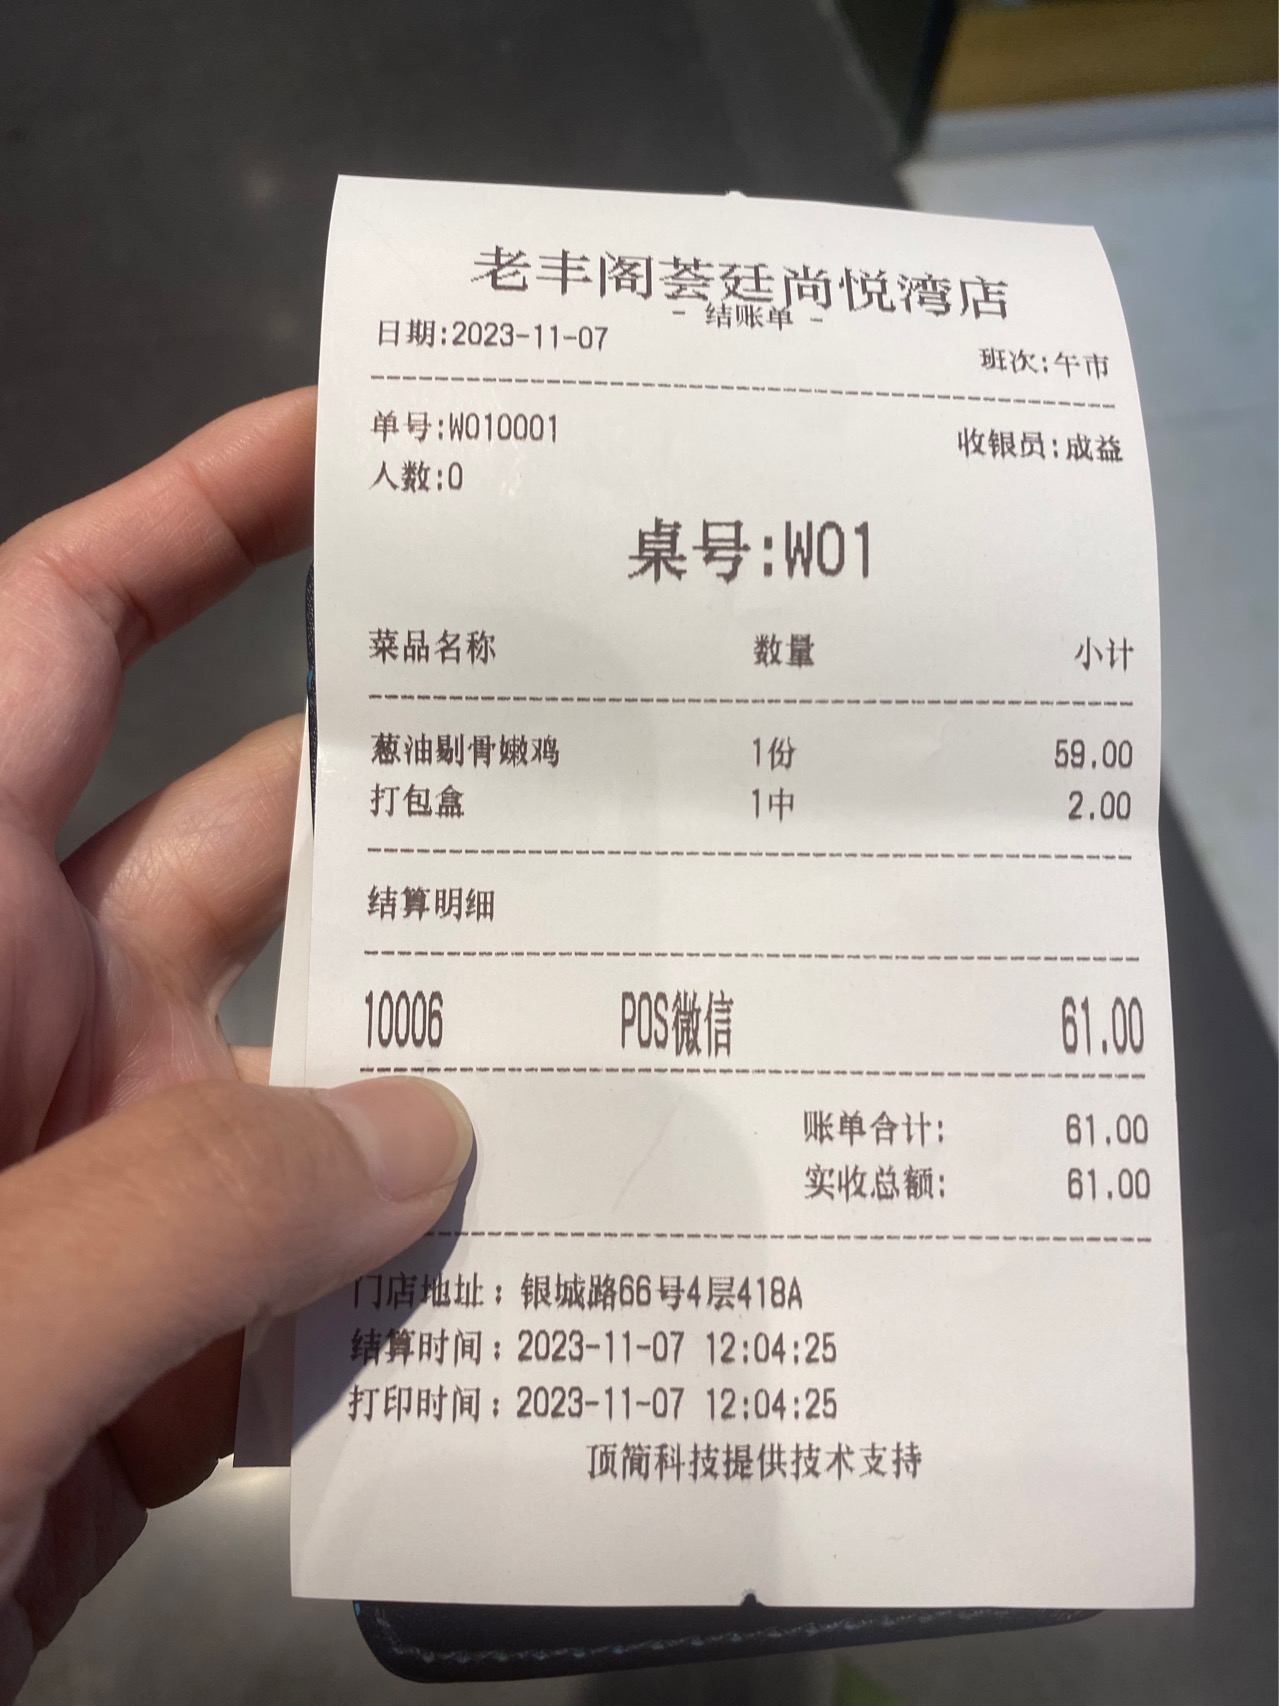 老丰阁荟廷尚悦湾店
- 结账单 -
日期:2023-11-07 班次:午市
单号:W010001 收银员:成益
人数:0
桌号:W01
菜品名称 数量 小计
葱油剔骨嫩鸡 1份 59.00
打包盒 1中 2.00
结算明细
10006 POS微信 61.00
账单合计: 61.00
实收总额: 61.00
门店地址：银城路66号4层418A
结算时间：2023-11-07 12:04:25
打印时间：2023-11-07 12:04:25
顶简科技提供技术支持